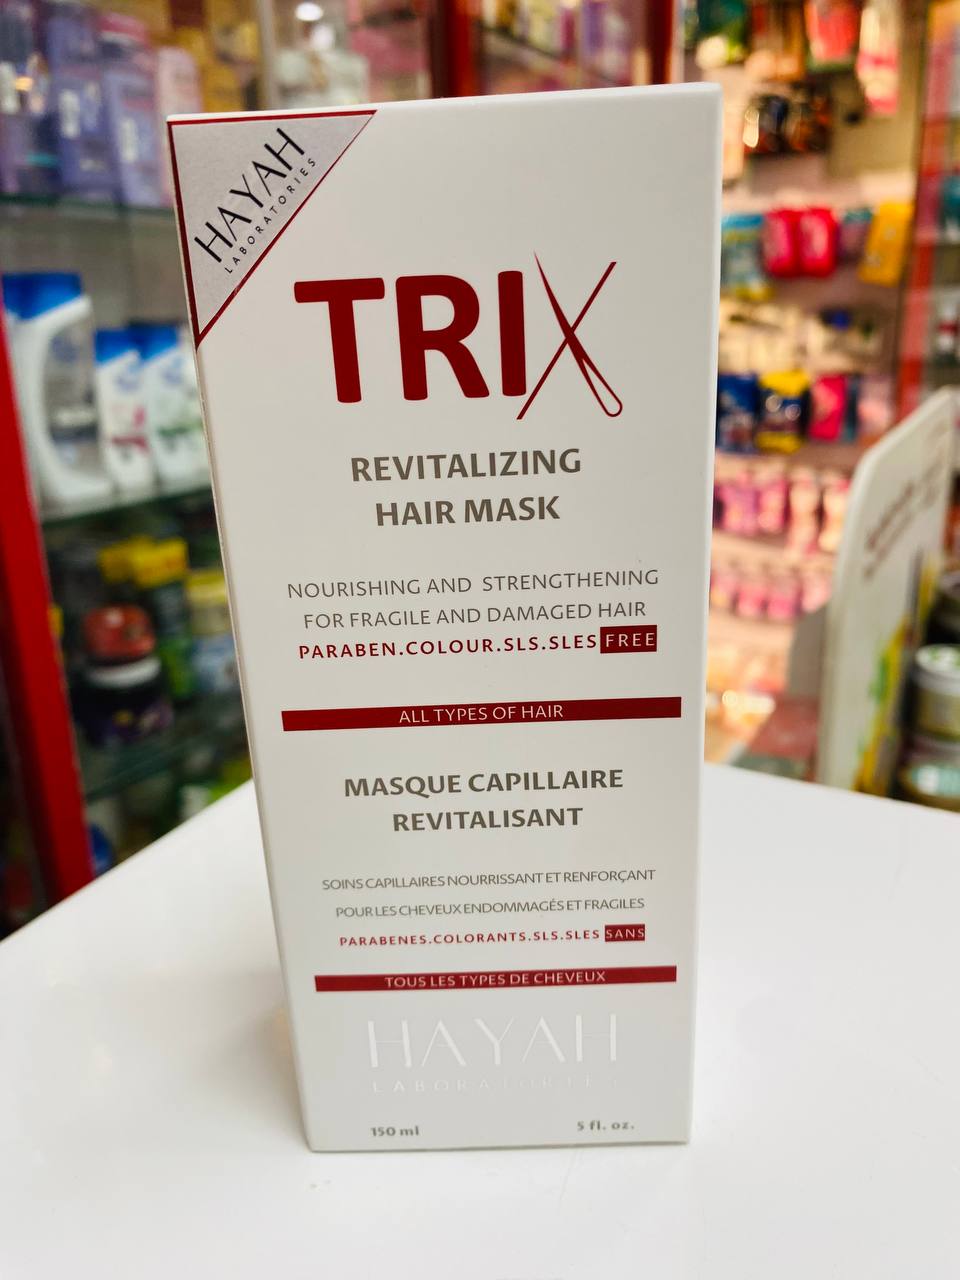 HAYAH
LABORATORIES
TRIX
REVITALIZING
HAIR MASK
NOURISHING AND STRENGTHENING
FOR FRAGILE AND DAMAGED HAIR
PARABEN.COLOUR.SLS.SLES FREE
ALL TYPES OF HAIR
MASQUE CAPILLAIRE
REVITALISANT
SOINS CAPILLAIRES NOURRISSANT ET RENFORÇANT
POUR LES CHEVEUX ENDOMMAGÉS ET FRAGILES
PARABENES.COLORANTS.SLS.SLES SANS
TOUS LES TYPES DE CHEVEUX
HAYAH
LABORATORIES
150 ml 5 fl. oz.